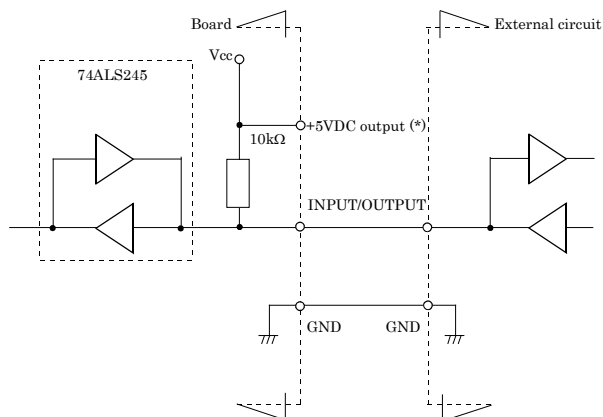 Board
External circuit
Vcc
74ALS245
+5VDC output (*)
10kΩ
INPUT/OUTPUT
GND
GND